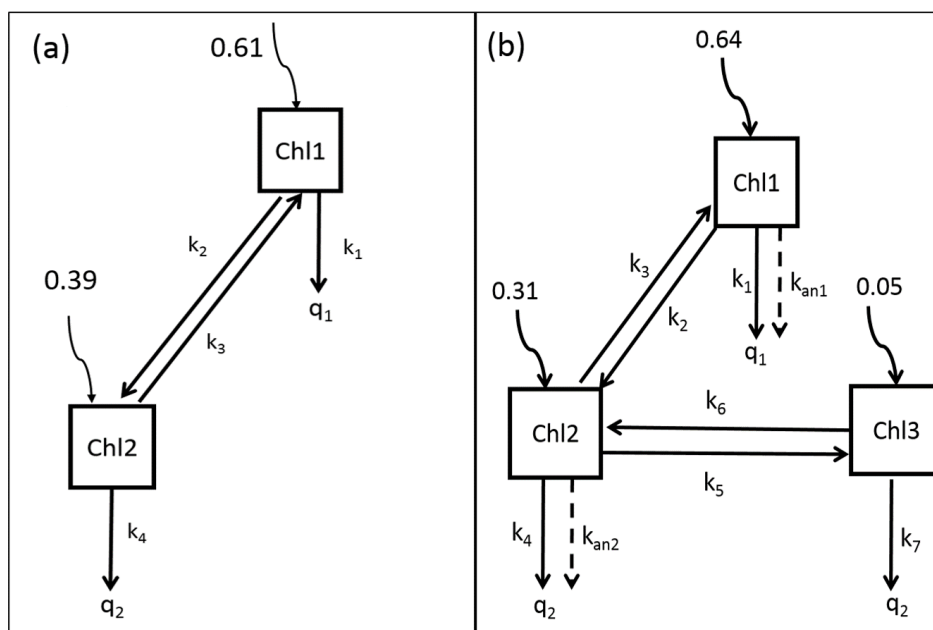 (a)
0.61
Chl1
k₂
k₁
0.39
k₃
q₁
Chl2
k₄
q₂
(b)
0.64
Chl1
k₃
0.31
k₁
kₐₙ₁
0.05
k₂
q₁
k₆
Chl2
Chl3
k₅
k₄
kₐₙ₂
k₇
q₂
q₂